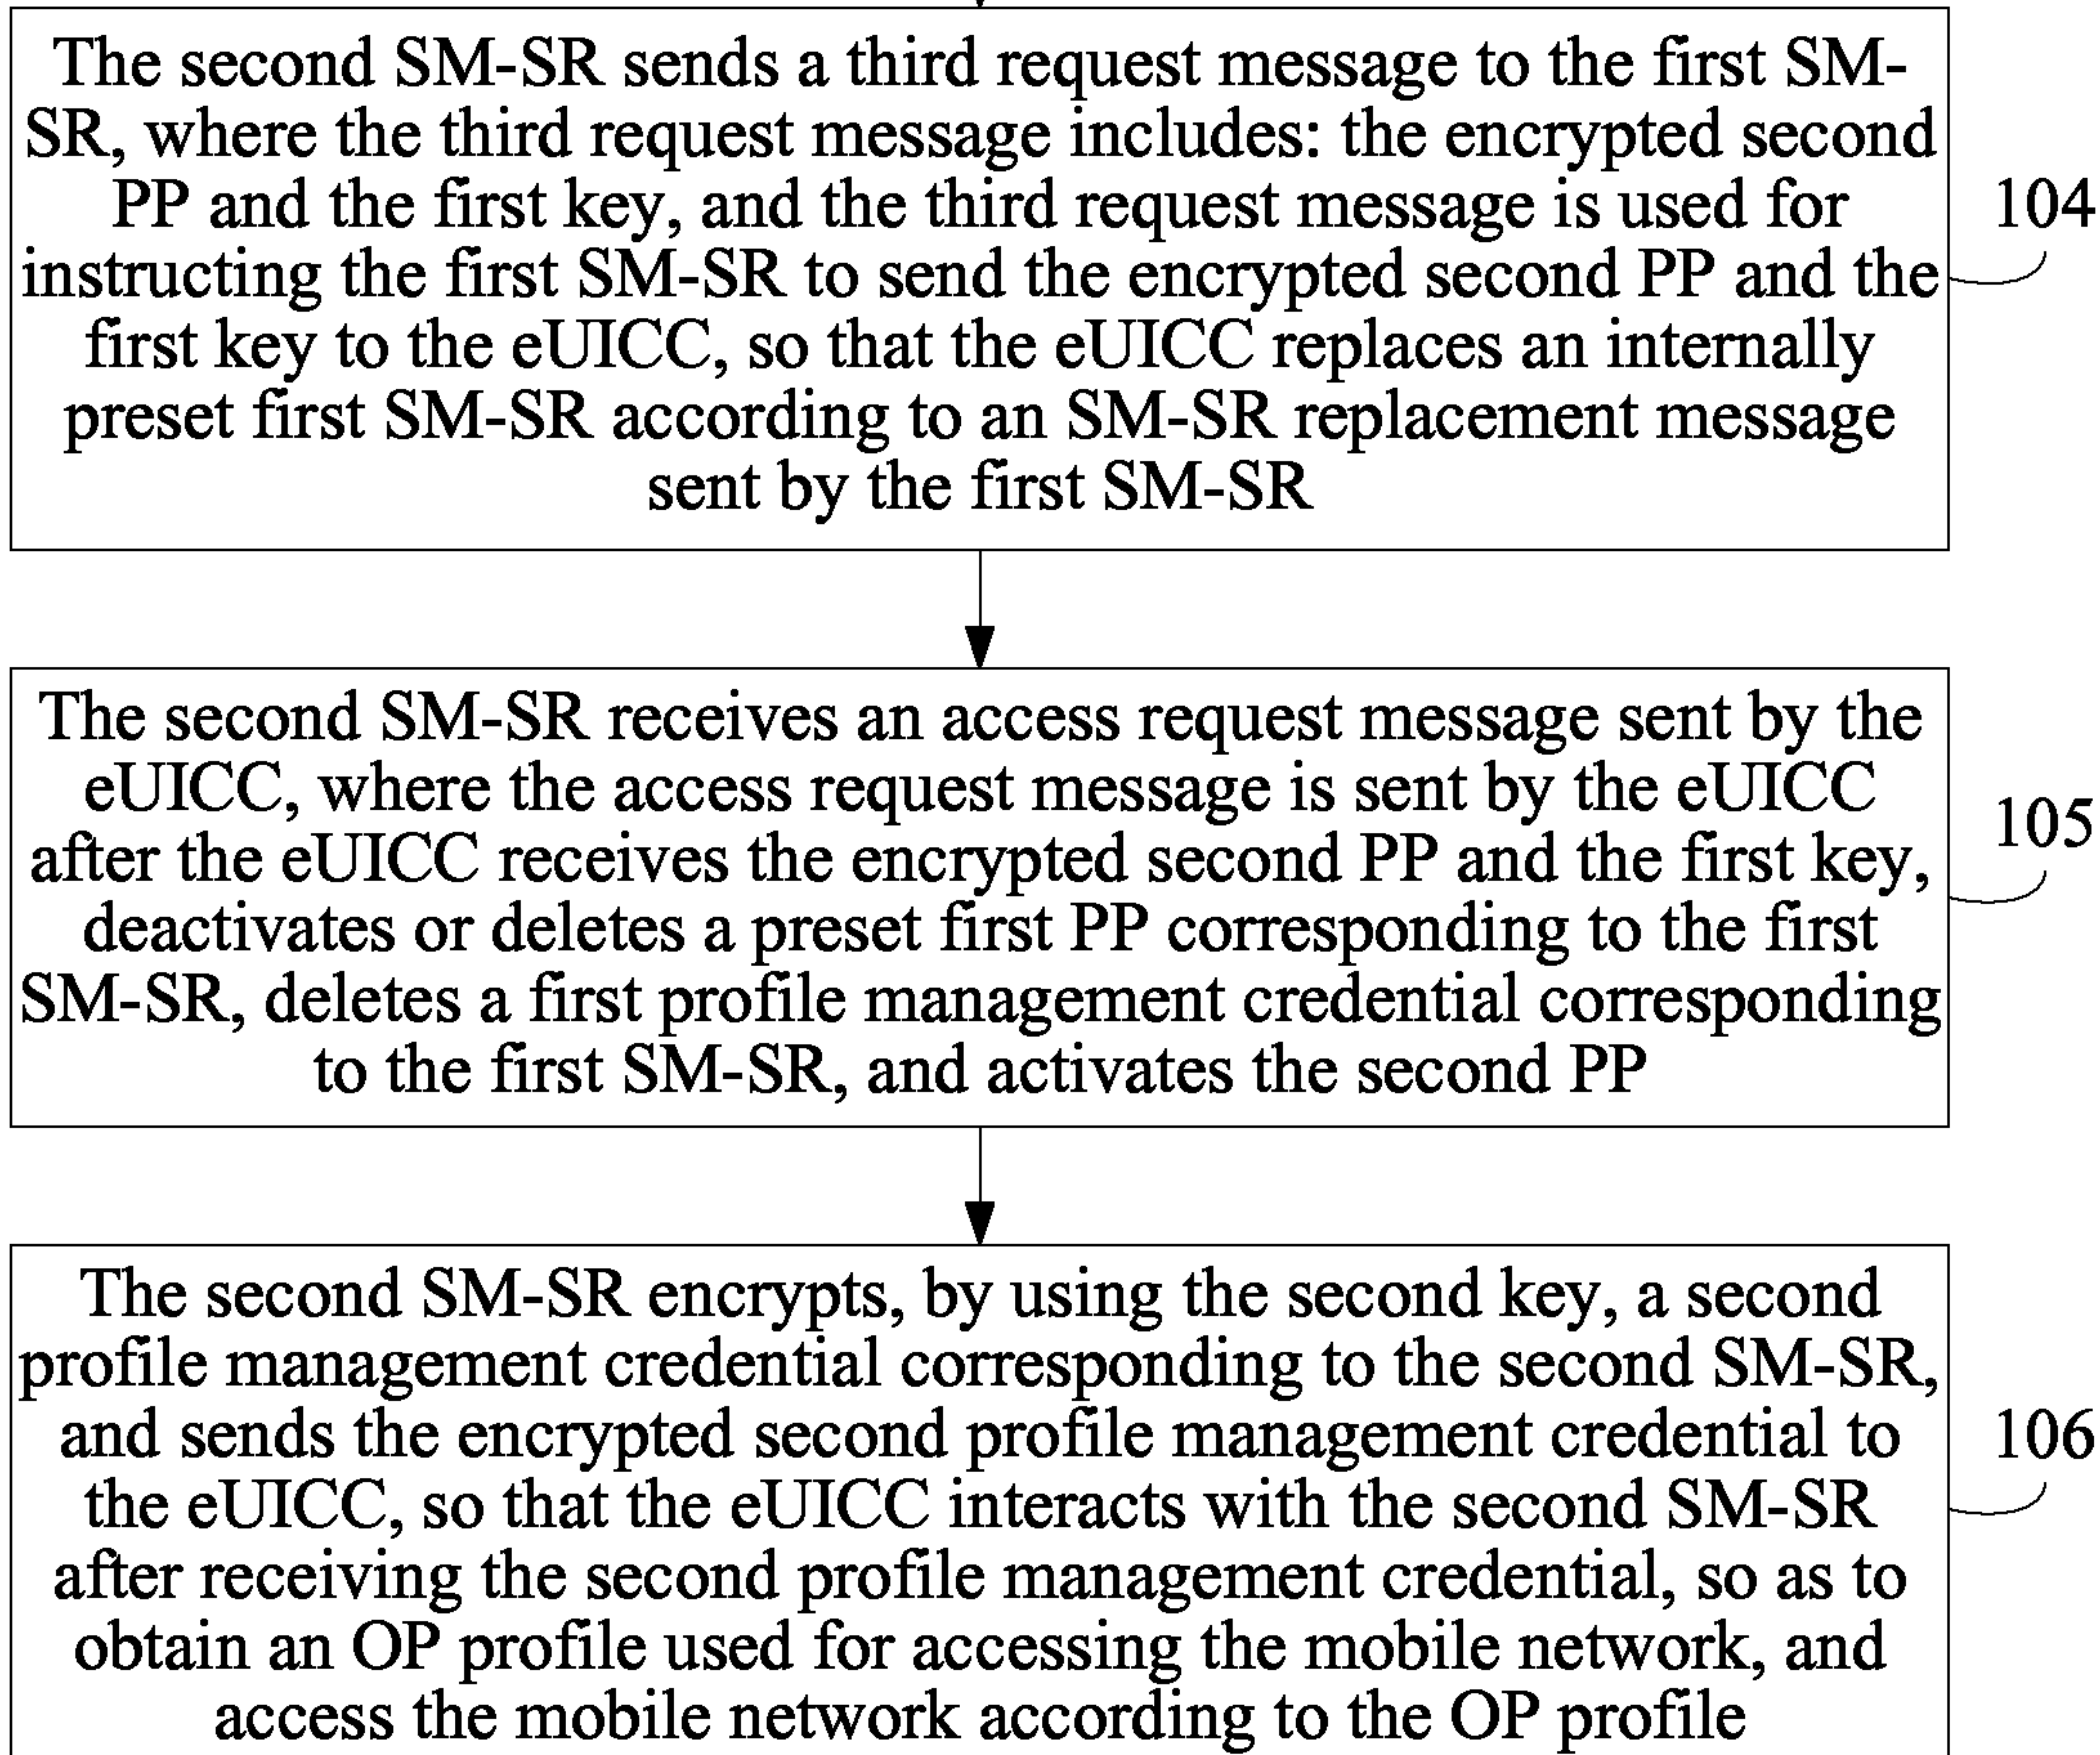 The second SM-SR sends a third request message to the first SM-
SR, where the third request message includes: the encrypted second
PP and the first key, and the third request message is used for
instructing the first SM-SR to send the encrypted second PP and the
first key to the eUICC, so that the eUICC replaces an internally
preset first SM-SR according to an SM-SR replacement message
sent by the first SM-SR
104
The second SM-SR receives an access request message sent by the
eUICC, where the access request message is sent by the eUICC
after the eUICC receives the encrypted second PP and the first key,
deactivates or deletes a preset first PP corresponding to the first
SM-SR, deletes a first profile management credential corresponding
to the first SM-SR, and activates the second PP
105
The second SM-SR encrypts, by using the second key, a second
profile management credential corresponding to the second SM-SR,
and sends the encrypted second profile management credential to
the eUICC, so that the eUICC interacts with the second SM-SR
after receiving the second profile management credential, so as to
obtain an OP profile used for accessing the mobile network, and
access the mobile network according to the OP profile
106